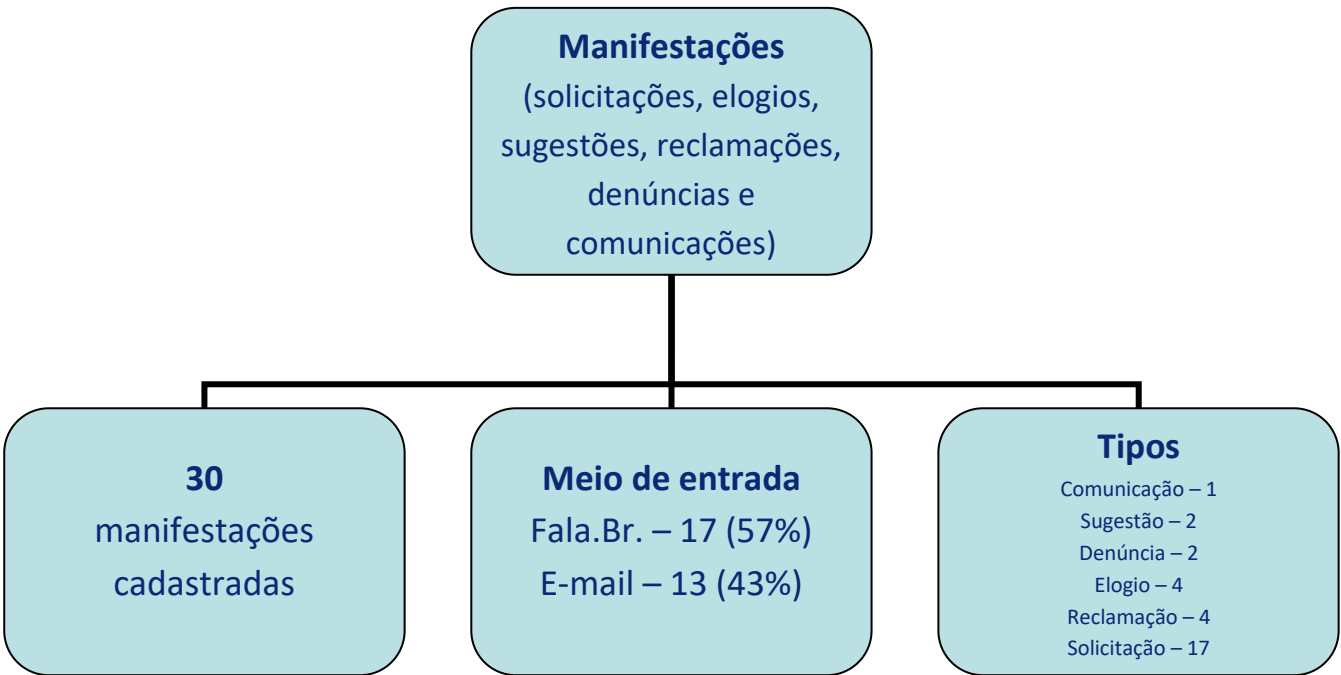 Manifestações
(solicitações, elogios,
sugestões, reclamações,
denúncias e
comunicações)
30
manifestações
cadastradas
Meio de entrada
Fala.Br. – 17 (57%)
E-mail – 13 (43%)
Tipos
Comunicação – 1
Sugestão – 2
Denúncia – 2
Elogio – 4
Reclamação – 4
Solicitação – 17